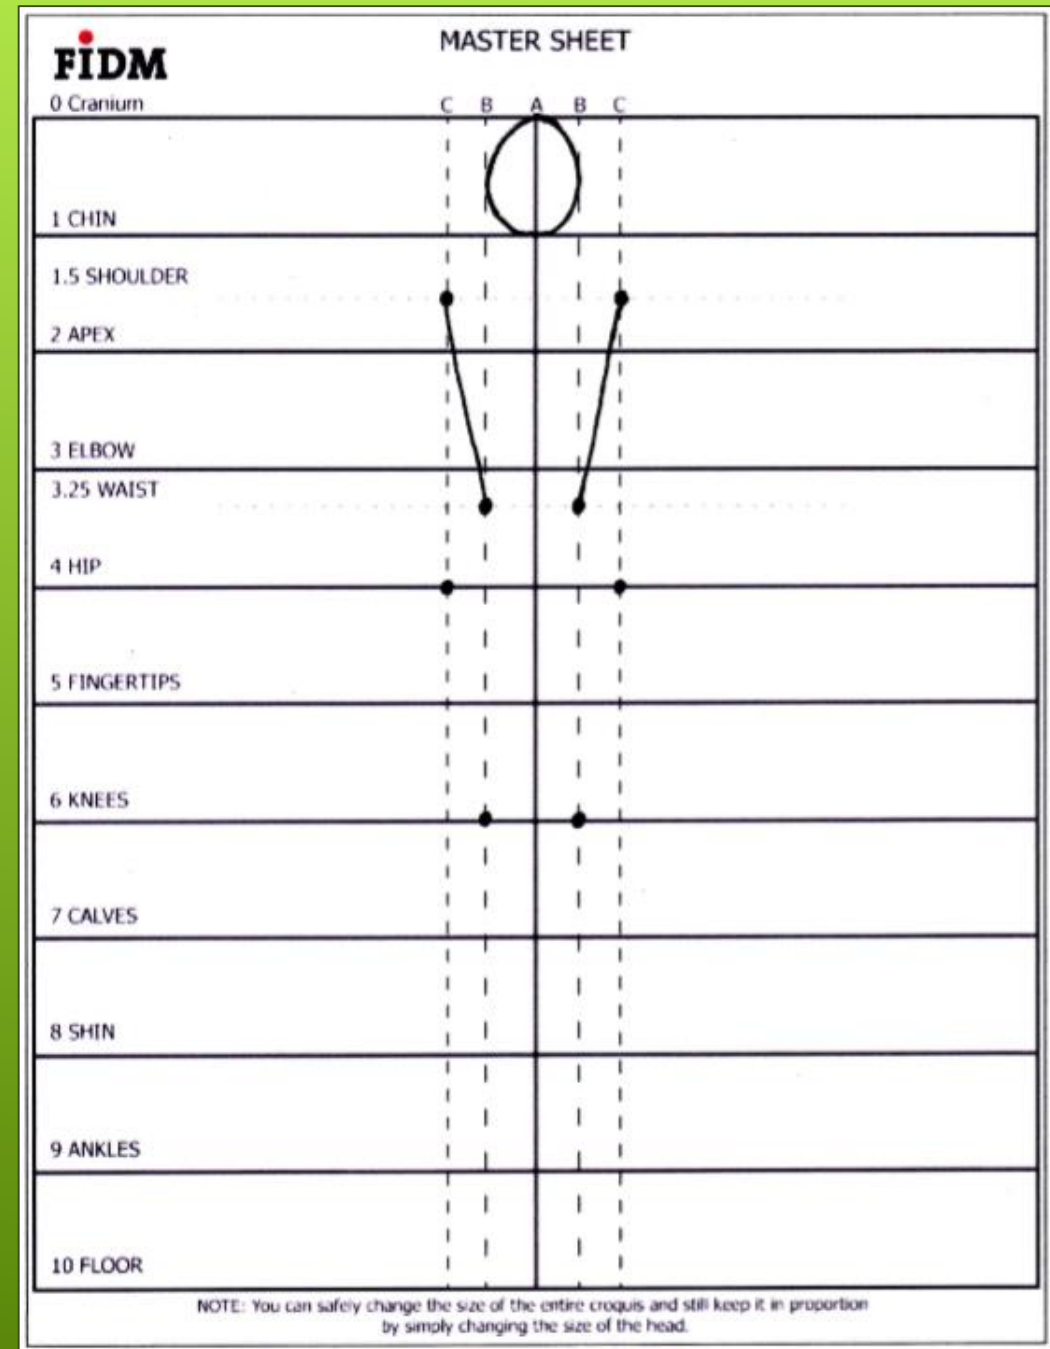 FIDM
MASTER SHEET
0 Cranium
C B A B C
1 CHIN
1.5 SHOULDER
2 APEX
3 ELBOW
3.25 WAIST
4 HIP
5 FINGERTIPS
6 KNEES
7 CALVES
8 SHIN
9 ANKLES
10 FLOOR
NOTE: You can safely change the size of the entire croquis and still keep it in proportion
by simply changing the size of the head.